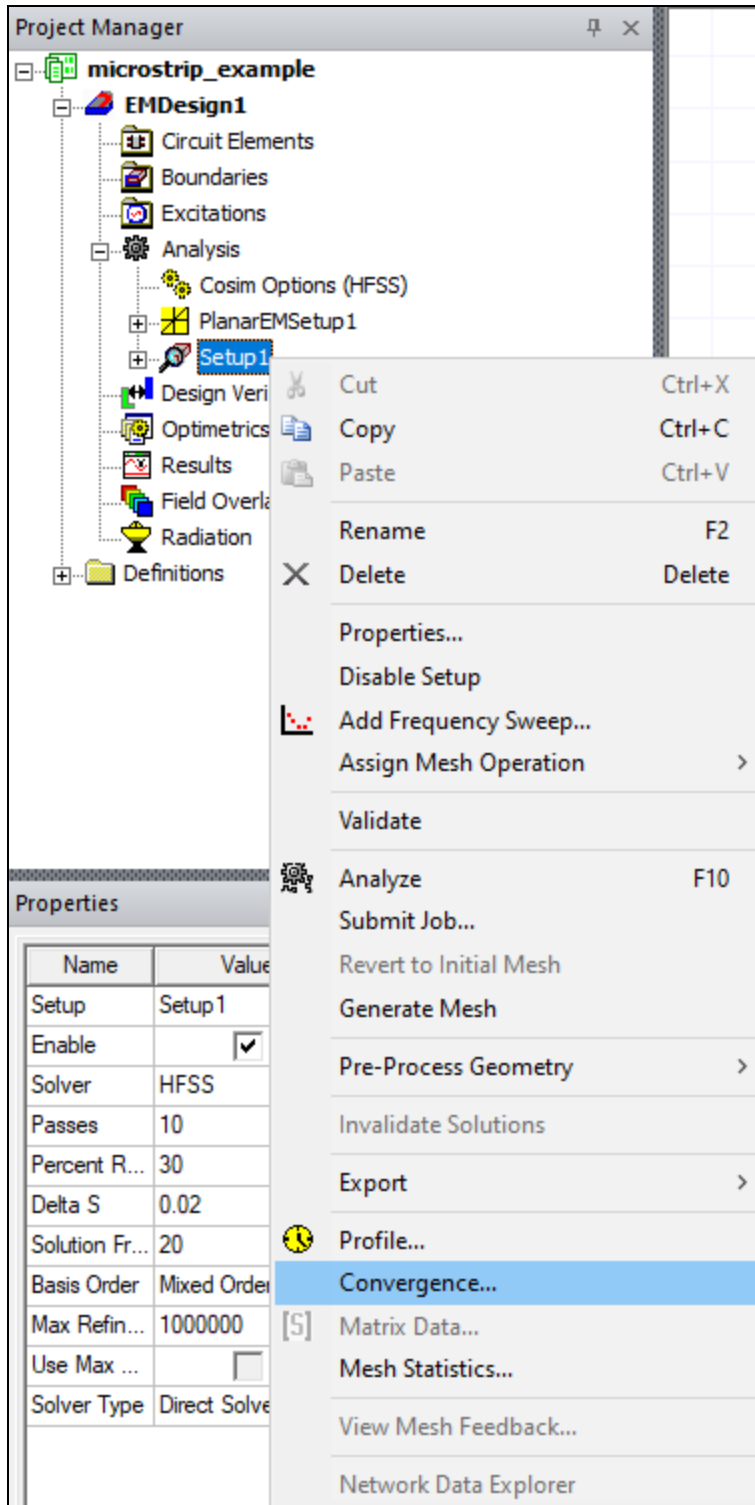 Project Manager
microstrip_example
EMDesign1
Circuit Elements
Boundaries
Excitations
Analysis
Cosim Options (HFSS)
PlanarEMSetup1
Setup1
Design Veri
Optimetrics
Results
Field Overla
Radiation
Definitions
Cut Ctrl+X
Copy Ctrl+C
Paste Ctrl+V
Rename F2
Delete Delete
Properties...
Disable Setup
Add Frequency Sweep...
Assign Mesh Operation
Validate
Analyze F10
Submit Job...
Revert to Initial Mesh
Generate Mesh
Pre-Process Geometry
Invalidate Solutions
Export
Profile...
Convergence...
[S] Matrix Data...
Mesh Statistics...
View Mesh Feedback...
Network Data Explorer
Properties
Name Value
Setup Setup1
Enable
Solver HFSS
Passes 10
Percent R... 30
Delta S 0.02
Solution Fr... 20
Basis Order Mixed Order
Max Refin... 1000000
Use Max ...
Solver Type Direct Solve